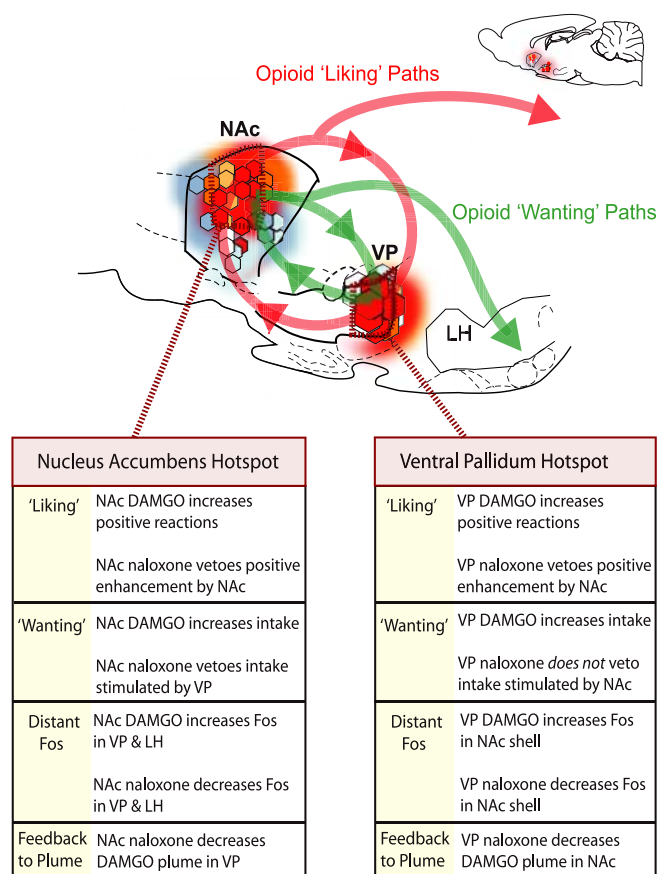 Opioid 'Liking' Paths
NAc
Opioid 'Wanting' Paths
VP
LH
Nucleus Accumbens Hotspot
'Liking'
NAc DAMGO increases
positive reactions
NAc naloxone vetoes positive
enhancement by NAc
'Wanting'
NAc DAMGO increases intake
NAc naloxone vetoes intake
stimulated by VP
Distant
Fos
NAc DAMGO increases Fos
in VP & LH
NAc naloxone decreases Fos
in VP & LH
Feedback
to Plume
NAc naloxone decreases
DAMGO plume in VP
Ventral Pallidum Hotspot
'Liking'
VP DAMGO increases
positive reactions
VP naloxone vetoes positive
enhancement by NAc
'Wanting'
VP DAMGO increases intake
VP naloxone does not veto
intake stimulated by NAc
Distant
Fos
VP DAMGO increases Fos
in NAc shell
VP naloxone decreases Fos
in NAc shell
Feedback
to Plume
VP naloxone decreases
DAMGO plume in NAc